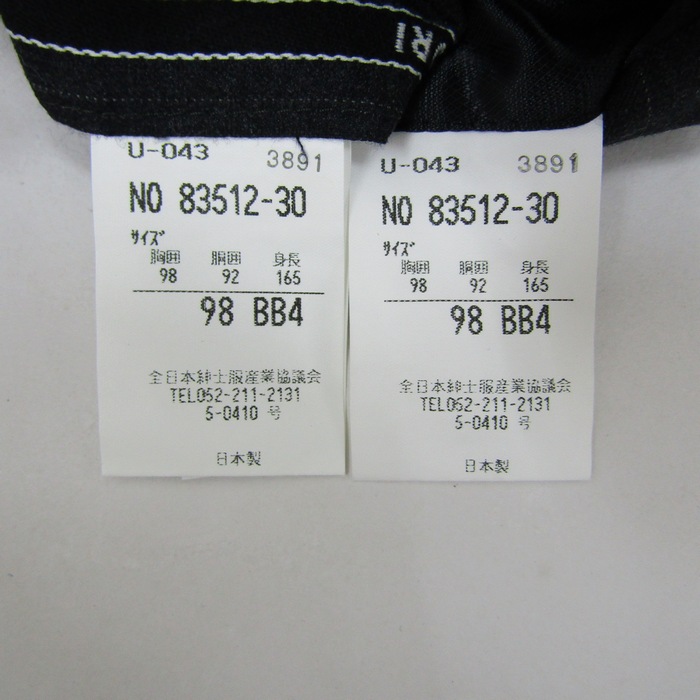 RI
U-043 3891
NO 83512-30
サイズ
胸囲 胴囲 身長
98 92 165
98 BB4
全日本紳士服産業協議会
TEL052-211-2131
5-0410 号
日本製
U-043 3891
NO 83512-30
サイズ
胸囲 胴囲 身長
98 92 165
98 BB4
全日本紳士服産業協議会
TEL052-211-2131
5-0410 号
日本製